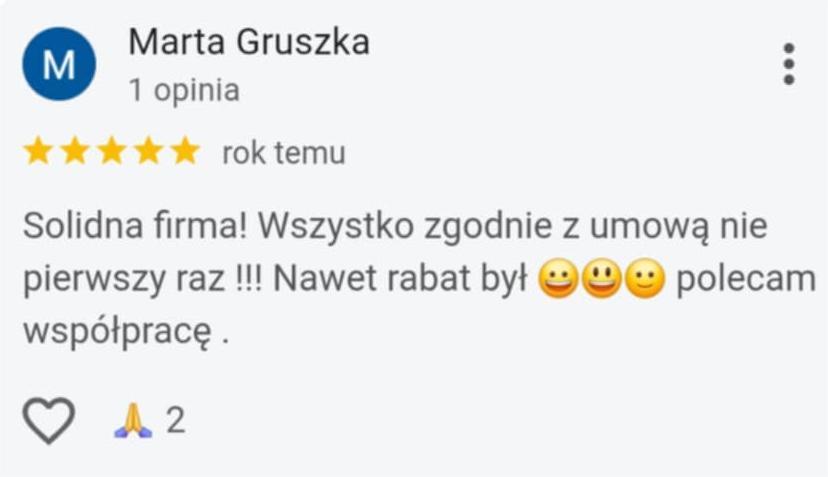 M
Marta Gruszka
1 opinia
rok temu
Solidna firma! Wszystko zgodnie z umową nie
pierwszy raz !!! Nawet rabat był 😀😃🙂 polecam
współpracę .
🙏 2